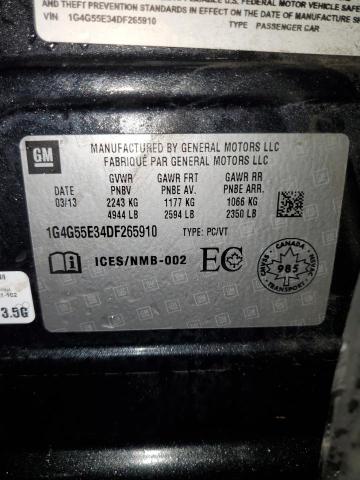 AND THEFT PREVENTION STANDARDS IN EFFECT ON THE DATE OF MANUFACTURE
VIN 1G4G55E34DF265910 TYPE PASSENGER CAR
GM
MANUFACTURED BY GENERAL MOTORS LLC
FABRIQUÉ PAR GENERAL MOTORS LLC
GVWR GAWR FRT GAWR RR
DATE PNBV PNBE AV. PNBE ARR.
03/13 2243 KG 1177 KG 1066 KG
4944 LB 2594 LB 2350 LB
1G4G55E34DF265910 TYPE: PC/VT
ICES/NMB-002 EC
CANADA
985
3.5G